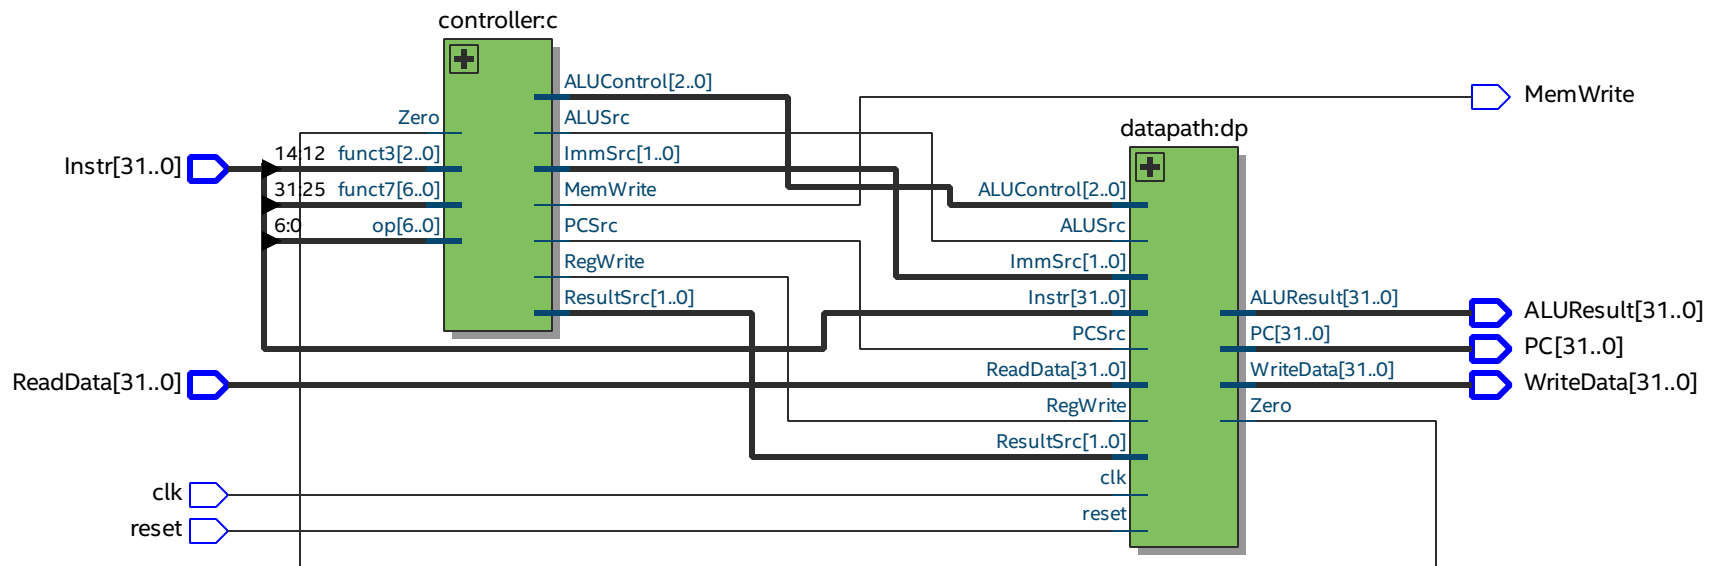 controller:c
ALUControl[2..0]
MemWrite
Zero
ALUSrc
datapath:dp
Instr[31..0]
14:12
funct3[2..0]
ImmSrc[1..0]
31:25
funct7[6..0]
MemWrite
ALUControl[2..0]
6:0
op[6..0]
PCSrc
ALUSrc
RegWrite
ImmSrc[1..0]
ResultSrc[1..0]
Instr[31..0]
ALUResult[31..0]
ALUResult[31..0]
PCSrc
PC[31..0]
PC[31..0]
ReadData[31..0]
ReadData[31..0]
WriteData[31..0]
WriteData[31..0]
RegWrite
Zero
ResultSrc[1..0]
clk
clk
reset
reset